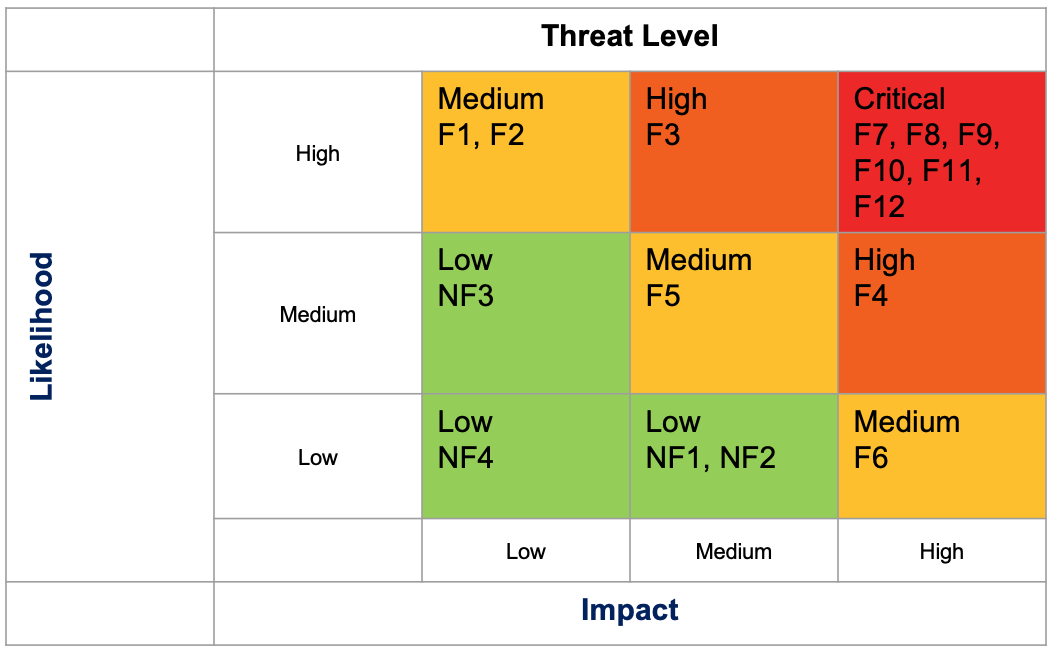 Threat Level
Likelihood
High
Medium
F1, F2
High
F3
Critical
F7, F8, F9,
F10, F11,
F12
Medium
Low
NF3
Medium
F5
High
F4
Low
Low
NF4
Low
NF1, NF2
Medium
F6
Low
Medium
High
Impact